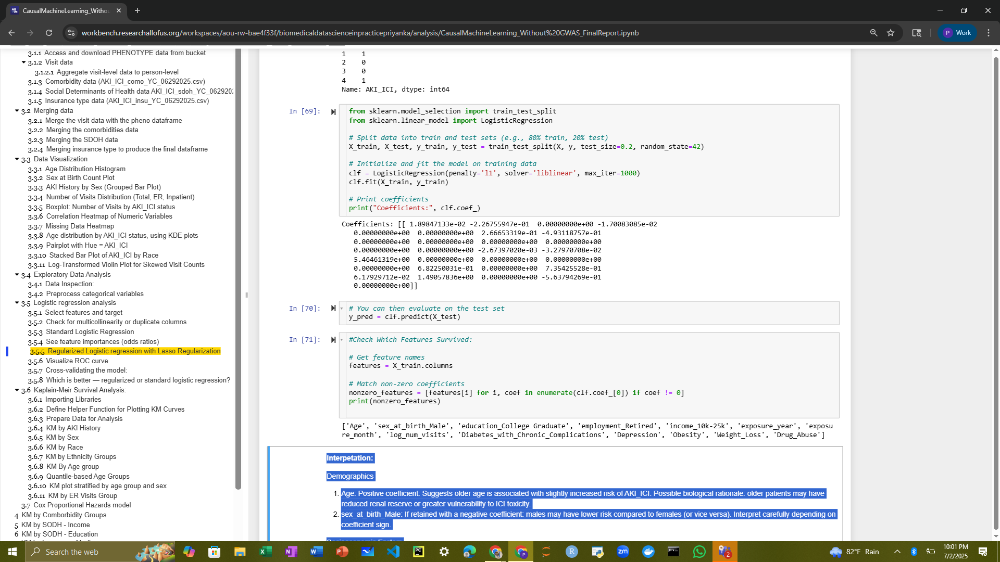 CausalMachineLearning_Witho
workbench.researchallofus.org/workspaces/aou-rw-bae4f33f/biomedicaldatascienceinpracticepriyanka/analysis/CausalMachineLearning_Without%20GWAS_FinalReport.ipynb
P Work
3.1.1 Access and download PHENOTYPE data from bucket
3.1.2 Visit data
3.1.2.1 Aggregate visit-level data to person-level
3.1.3 Comorbidity data (AKI_ICI_como_YC_06292025.csv)
3.1.4 Social Determinants of Health data AKI_ICI_sdoh_YC_062920
3.1.5 Insurance type data (AKI_ICI_insu_YC_06292025.csv)
3.2 Merging data
3.2.1 Merge the visit data with the pheno dataframe
3.2.2 Merging the comorbidities data
3.2.3 Merging the SDOH data
3.2.4 Merging insurance type to produce the final dataframe
3.3 Data Visualization
3.3.1 Age Distribution Histogram
3.3.2 Sex at Birth Count Plot
3.3.3 AKI History by Sex (Grouped Bar Plot)
3.3.4 Number of Visits Distribution (Total, ER, Inpatient)
3.3.5 Boxplot: Number of Visits by AKI_ICI status
3.3.6 Correlation Heatmap of Numeric Variables
3.3.7 Missing Data Heatmap
3.3.8 Age distribution by AKI_ICI status, using KDE plots
3.3.9 Pairplot with Hue = AKI_ICI
3.3.10 Stacked Bar Plot of AKI_ICI by Race
3.3.11 Log-Transformed Violin Plot for Skewed Visit Counts
3.4 Exploratory Data Analysis
3.4.1 Data Inspection:
3.4.2 Preprocess categorical variables
3.5 Logistic regression analysis
3.5.1 Select features and target
3.5.2 Check for multicollinearity or duplicate columns
3.5.3 Standard Logistic Regression
3.5.4 See feature importances (odds ratios)
3.5.5 Regularized Logistic regression with Lasso Regularization
3.5.6 Visualize ROC curve
3.5.7 Cross-validating the model:
3.5.8 Which is better — regularized or standard logistic regression?
3.6 Kaplain-Meir Survival Analysis:
3.6.1 Importing Libraries
3.6.2 Define Helper Function for Plotting KM Curves
3.6.3 Prepare Data for Analysis
3.6.4 KM by AKI History
3.6.5 KM by Sex
3.6.6 KM by Race
3.6.7 KM by Ethnicity Groups
3.6.8 KM By Age group
3.6.9 Quantile-based Age Groups
3.6.10 KM plot stratified by age group and sex
3.6.11 KM by ER Visits Group
3.7 Cox Proportional Hazards model
4 KM by Comborbidity Groups
5 KM by SODH - Income
6 KM by SODH - Education
1 1
2 0
3 0
4 1
Name: AKI_ICI, dtype: int64
In [69]:
from sklearn.model_selection import train_test_split
from sklearn.linear_model import LogisticRegression
# Split data into train and test sets (e.g., 80% train, 20% test)
X_train, X_test, y_train, y_test = train_test_split(X, y, test_size=0.2, random_state=42)
# Initialize and fit the model on training data
clf = LogisticRegression(penalty='l1', solver='liblinear', max_iter=1000)
clf.fit(X_train, y_train)
# Print coefficients
print("Coefficients:", clf.coef_)
Coefficients: [[ 1.89847133e-02 -2.26755947e-01 0.00000000e+00 -1.70083085e-02
0.00000000e+00 0.00000000e+00 2.66653319e-01 -4.93118757e-01
0.00000000e+00 0.00000000e+00 0.00000000e+00 0.00000000e+00
0.00000000e+00 0.00000000e+00 -2.67397020e-03 -3.27970708e-02
5.46461319e+00 0.00000000e+00 0.00000000e+00 0.00000000e+00
0.00000000e+00 6.82250031e-01 0.00000000e+00 7.35425528e-01
6.17929712e-02 1.49057836e+00 0.00000000e+00 -5.63794269e-01
0.00000000e+00]]
In [70]:
# You can then evaluate on the test set
y_pred = clf.predict(X_test)
In [71]:
#Check Which Features Survived:
# Get feature names
features = X_train.columns
# Match non-zero coefficients
nonzero_features = [features[i] for i, coef in enumerate(clf.coef_[0]) if coef != 0]
print(nonzero_features)
['Age', 'sex_at_birth_Male', 'education_College Graduate', 'employment_Retired', 'income_10k-25k', 'exposure_year', 'exposu
re_month', 'log_num_visits', 'Diabetes_with_Chronic_Complications', 'Depression', 'Obesity', 'Weight_Loss', 'Drug_Abuse']
Interpetation:
Demographics
1. Age: Positive coefficient: Suggests older age is associated with slightly increased risk of AKI_ICI. Possible biological rationale: older patients may have
reduced renal reserve or greater vulnerability to ICI toxicity.
2. sex_at_birth_Male: If retained with a negative coefficient: males may have lower risk compared to females (or vice versa). Interpret carefully depending on
coefficient sign.
Search the web
82°F Rain
10:01 PM
7/2/2025